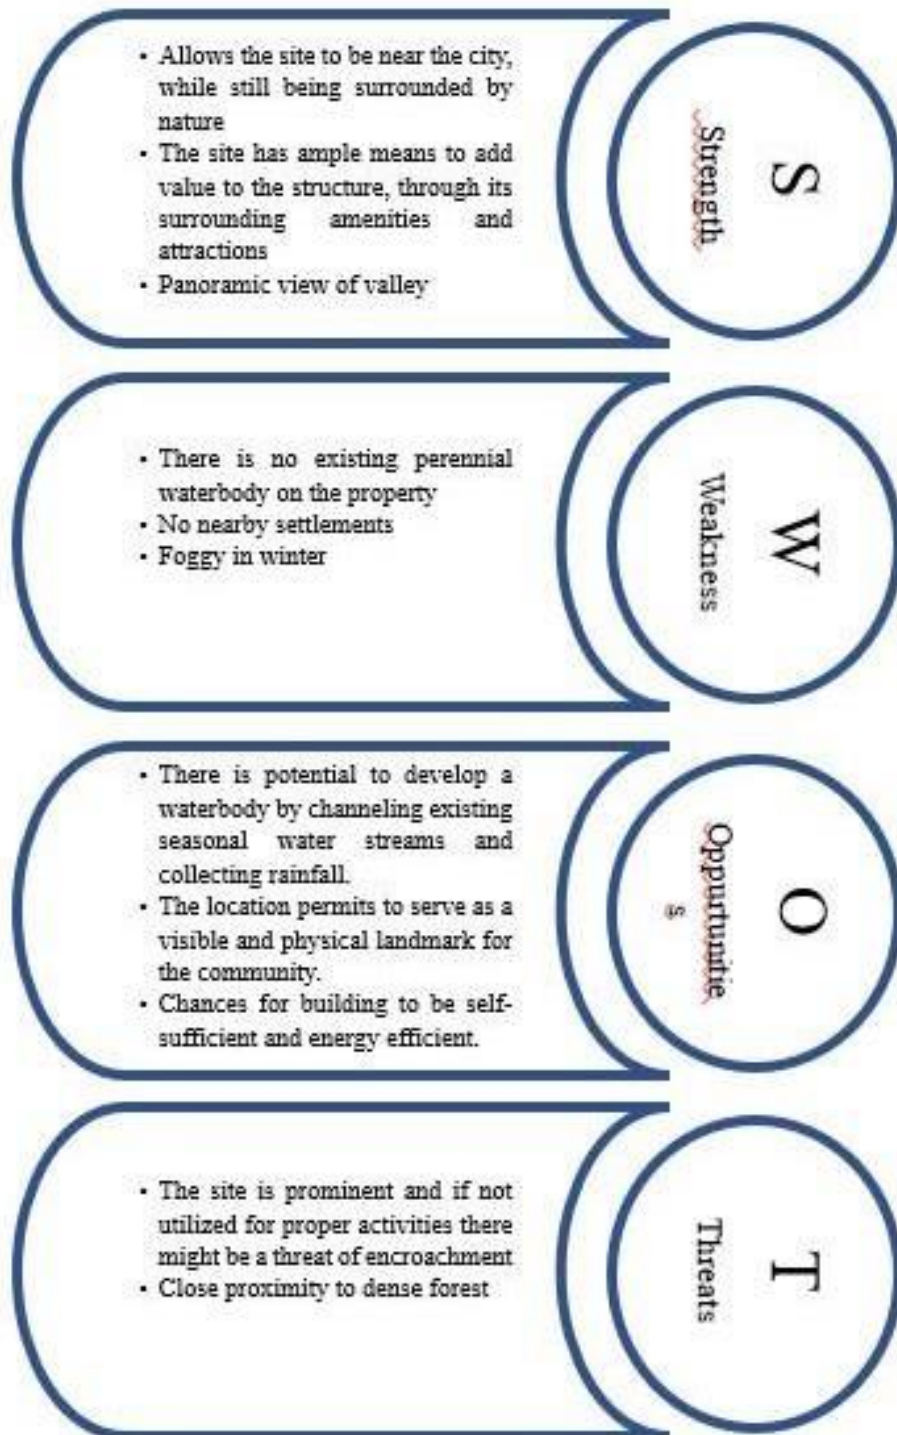 S
Strength
• Allows the site to be near the city,
while still being surrounded by
nature
• The site has ample means to add
value to the structure, through its
surrounding amenities and
attractions
• Panoramic view of valley
W
Weakness
• There is no existing perennial
waterbody on the property
• No nearby settlements
• Foggy in winter
O
Oppurtunitie
s
• There is potential to develop a
waterbody by channeling existing
seasonal water streams and
collecting rainfall.
• The location permits to serve as a
visible and physical landmark for
the community.
• Chances for building to be self-
sufficient and energy efficient.
T
Threats
• The site is prominent and if not
utilized for proper activities there
might be a threat of encroachment
• Close proximity to dense forest